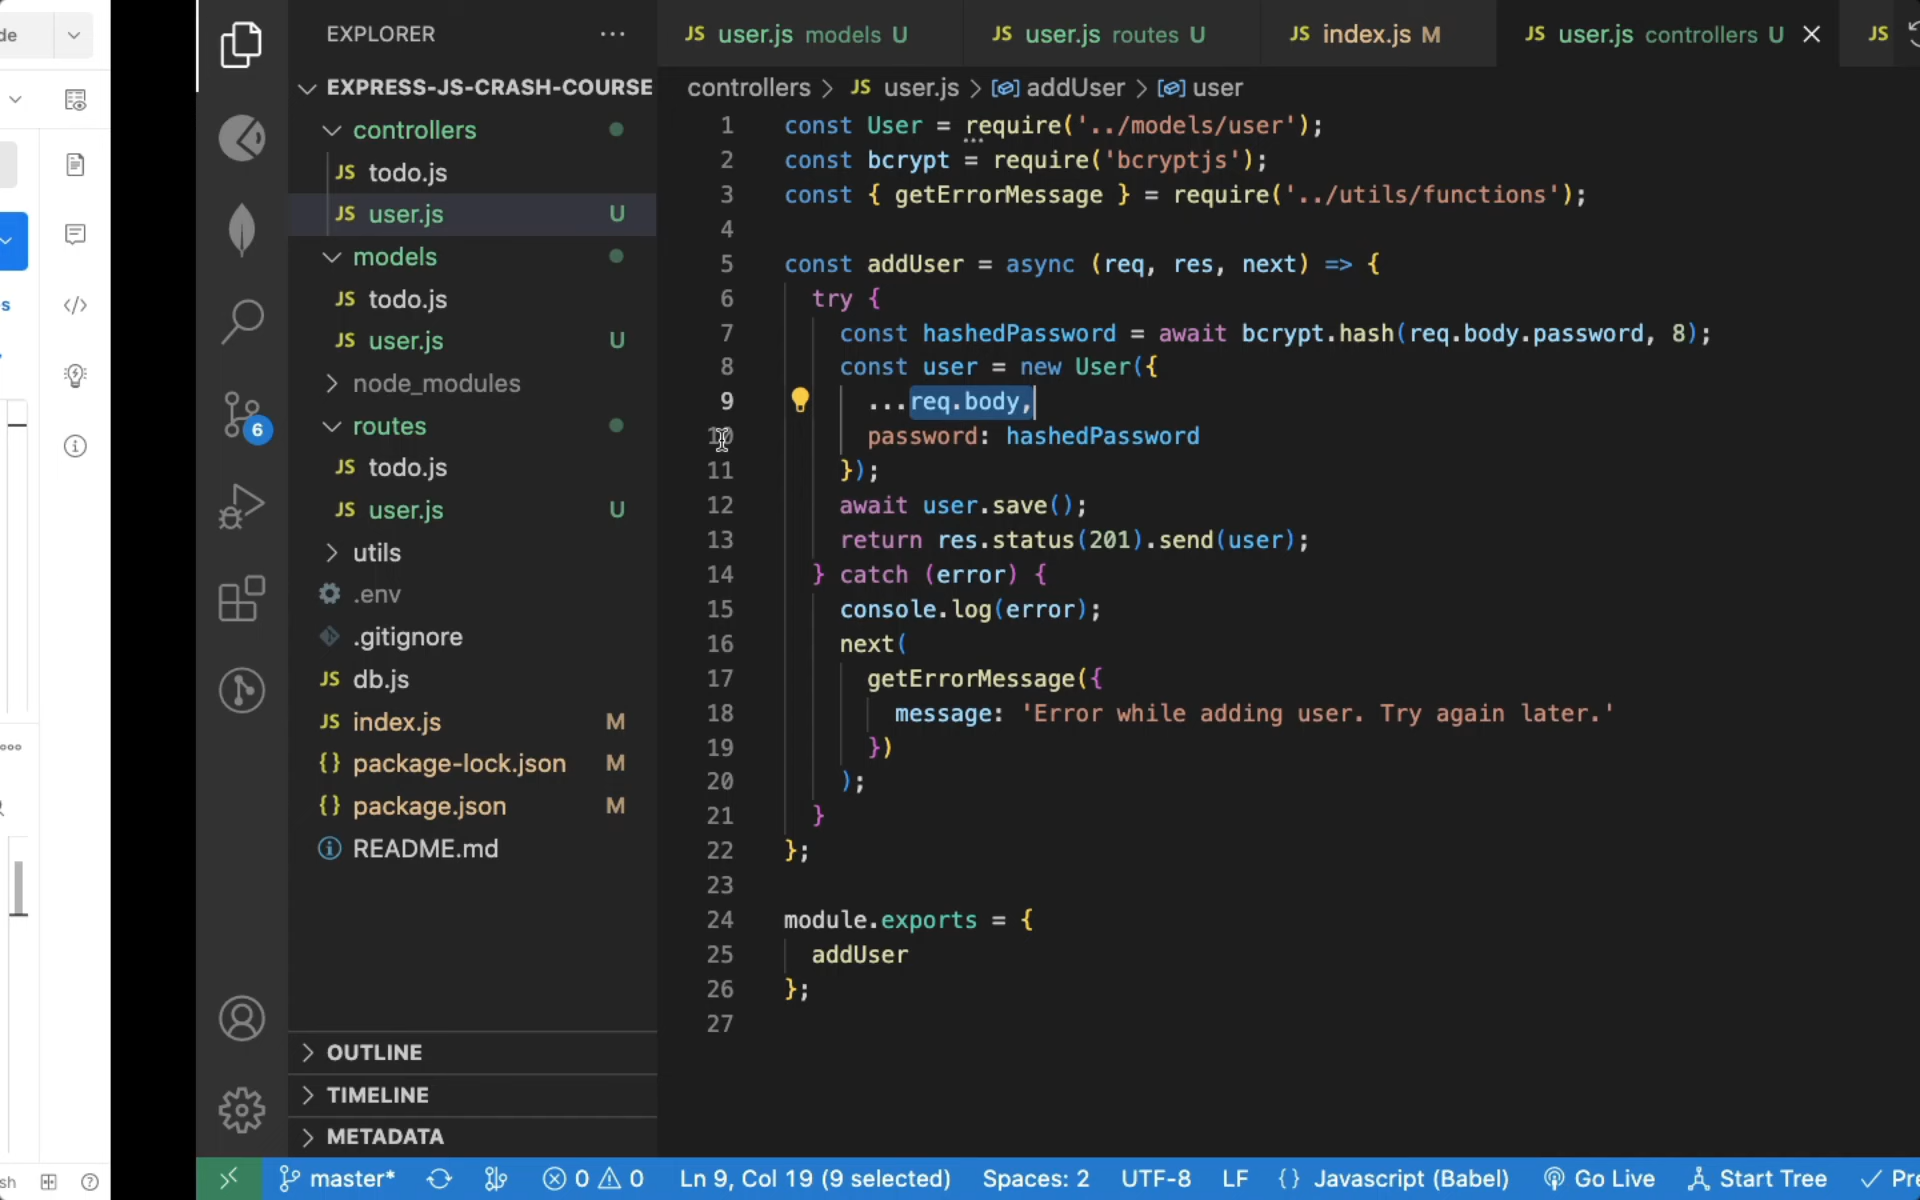 de
EXPLORER
JS user.js models U
JS user.js routes U
JS index.js M
JS user.js controllers U
JS
EXPRESS-JS-CRASH-COURSE
controllers > JS user.js > addUser > user
controllers
JS todo.js
JS user.js U
models
JS todo.js
JS user.js U
node_modules
routes
JS todo.js
JS user.js U
utils
.env
.gitignore
JS db.js
JS index.js M
{} package-lock.json M
{} package.json M
README.md
6
OUTLINE
TIMELINE
METADATA
1 const User = require('../models/user');
2 const bcrypt = require('bcryptjs');
3 const { getErrorMessage } = require('../utils/functions');
4
5 const addUser = async (req, res, next) => {
6 try {
7 const hashedPassword = await bcrypt.hash(req.body.password, 8);
8 const user = new User({
9 ...req.body,
10 password: hashedPassword
11 });
12 await user.save();
13 return res.status(201).send(user);
14 } catch (error) {
15 console.log(error);
16 next(
17 getErrorMessage({
18 message: 'Error while adding user. Try again later.'
19 })
20 );
21 }
22 };
23
24 module.exports = {
25 addUser
26 };
27
sh
master* 0 0 Ln 9, Col 19 (9 selected) Spaces: 2 UTF-8 LF {} Javascript (Babel) Go Live Start Tree Pre